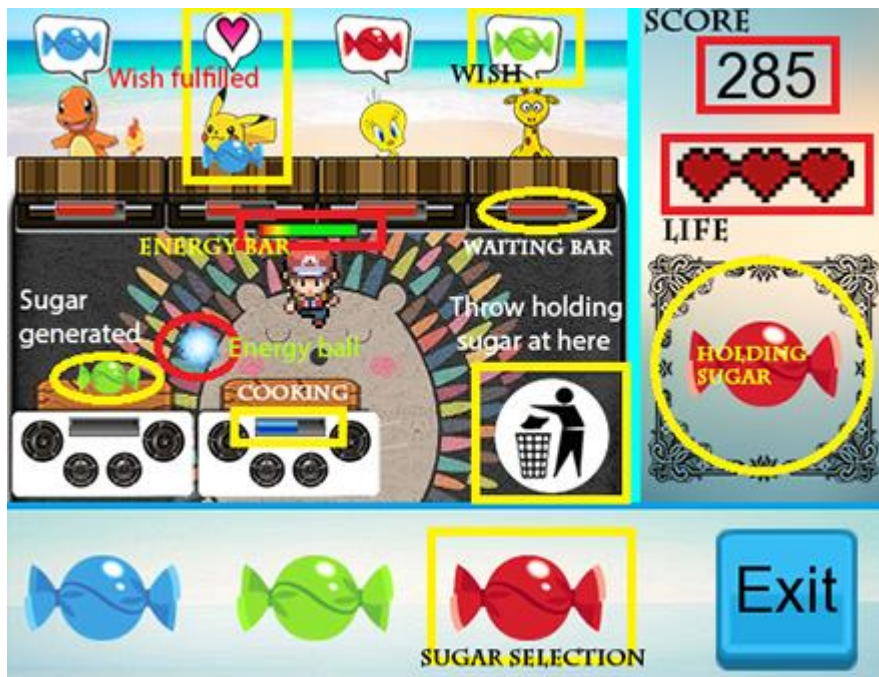 SCORE
285
Wish fulfilled
WISH
LIFE
ENERGY BAR
WAITING BAR
Sugar
generated
Energy ball
Throw holding
sugar at here
COOKING
HOLDING
SUGAR
SUGAR SELECTION
Exit